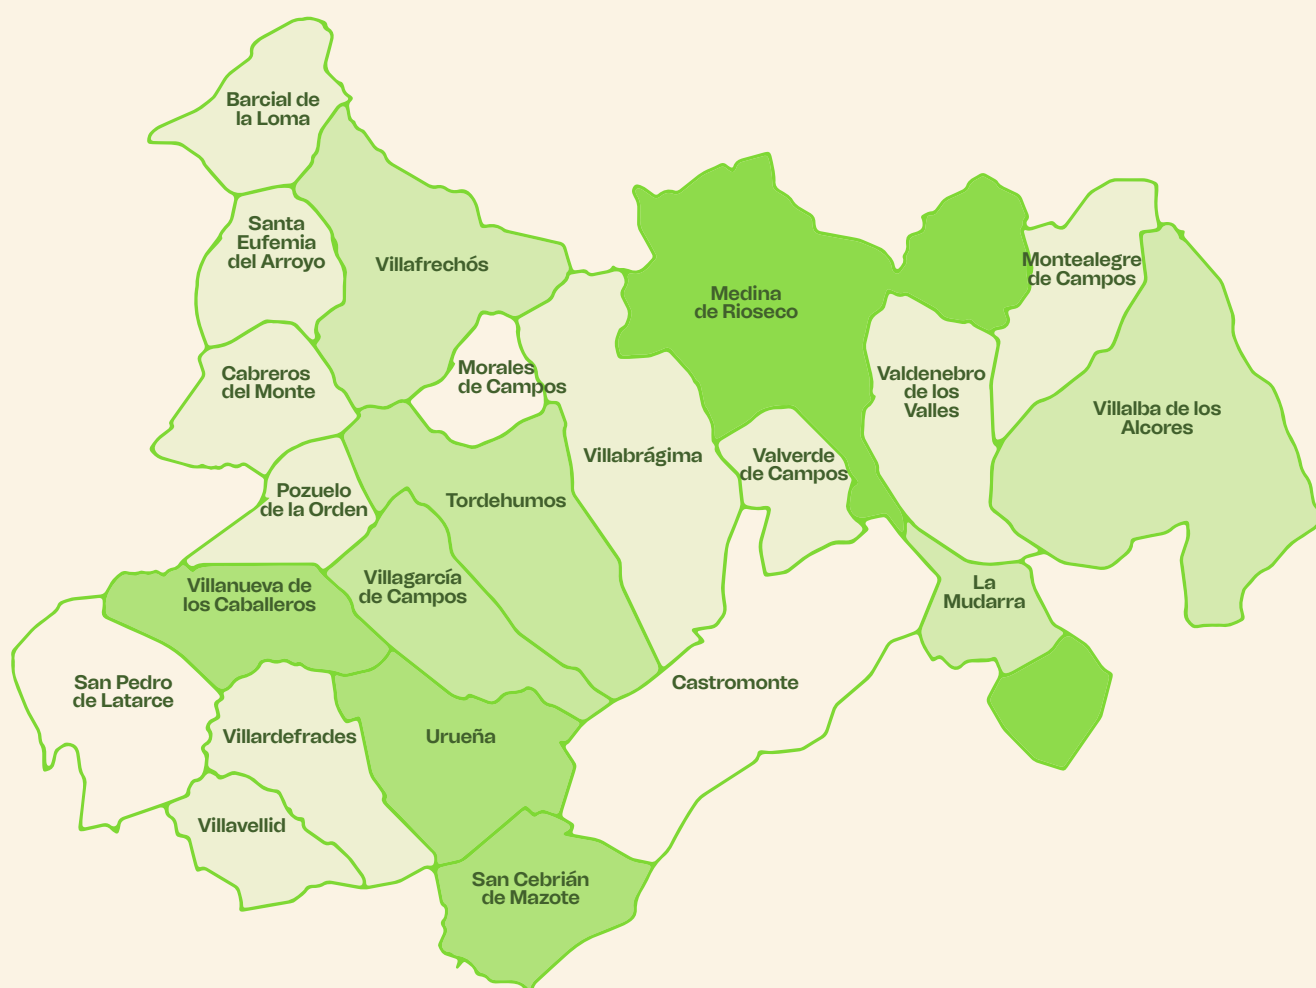 Barcial de
la Loma
Santa
Eufemia
del Arroyo
Villafrechós
Medina
de Rioseco
Montealegre
de Campos
Cabreros
del Monte
Morales
de Campos
Valdenebro
de los
Valles
Villalba de los
Alcores
Villabrágima
Valverde
de Campos
Pozuelo
de la Orden
Tordehumos
Villanueva de
los Caballeros
Villagarcía
de Campos
La
Mudarra
San Pedro
de Latarce
Castromonte
Villardefrades
Urueña
Villavellid
San Cebrián
de Mazote